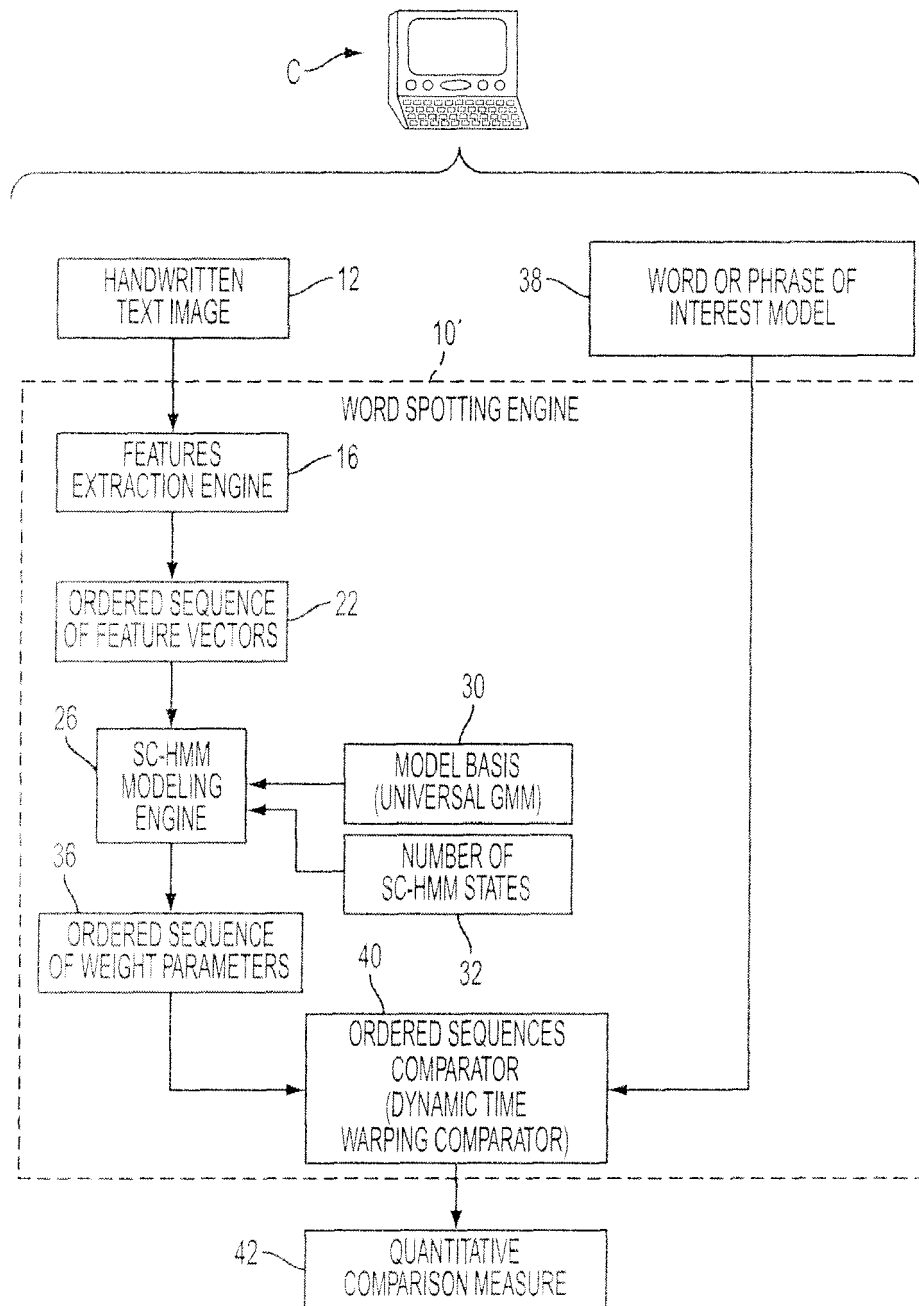 C
HANDWRITTEN
TEXT IMAGE
12
38
WORD OR PHRASE OF
INTEREST MODEL
10'
WORD SPOTTING ENGINE
FEATURES
EXTRACTION ENGINE
16
ORDERED SEQUENCE
OF FEATURE VECTORS
22
26
SC-HMM
MODELING
ENGINE
30
MODEL BASIS
(UNIVERSAL GMM)
NUMBER OF
SC-HMM STATES
32
36
ORDERED SEQUENCE
OF WEIGHT PARAMETERS
40
ORDERED SEQUENCES
COMPARATOR
(DYNAMIC TIME
WARPING COMPARATOR)
42
QUANTITATIVE
COMPARISON MEASURE